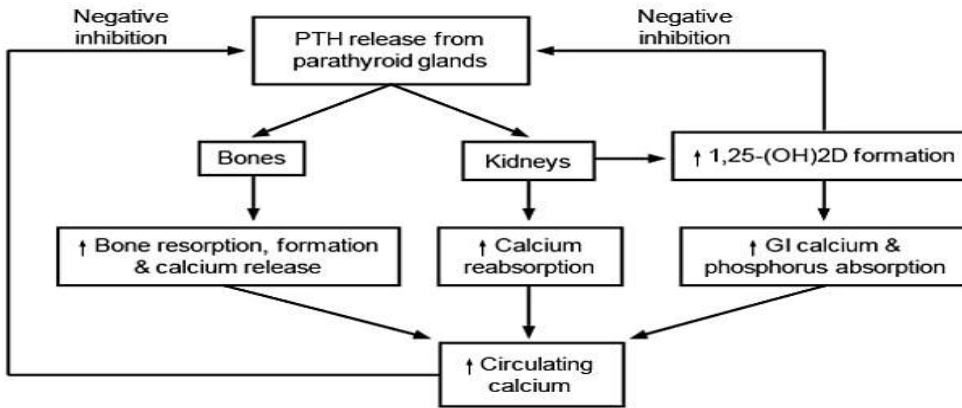 Negative
inhibition
PTH release from
parathyroid glands
Negative
inhibition
Bones
Kidneys
↑ 1,25-(OH)2D formation
↑ Bone resorption, formation
& calcium release
↑ Calcium
reabsorption
↑ GI calcium &
phosphorus absorption
↑ Circulating
calcium